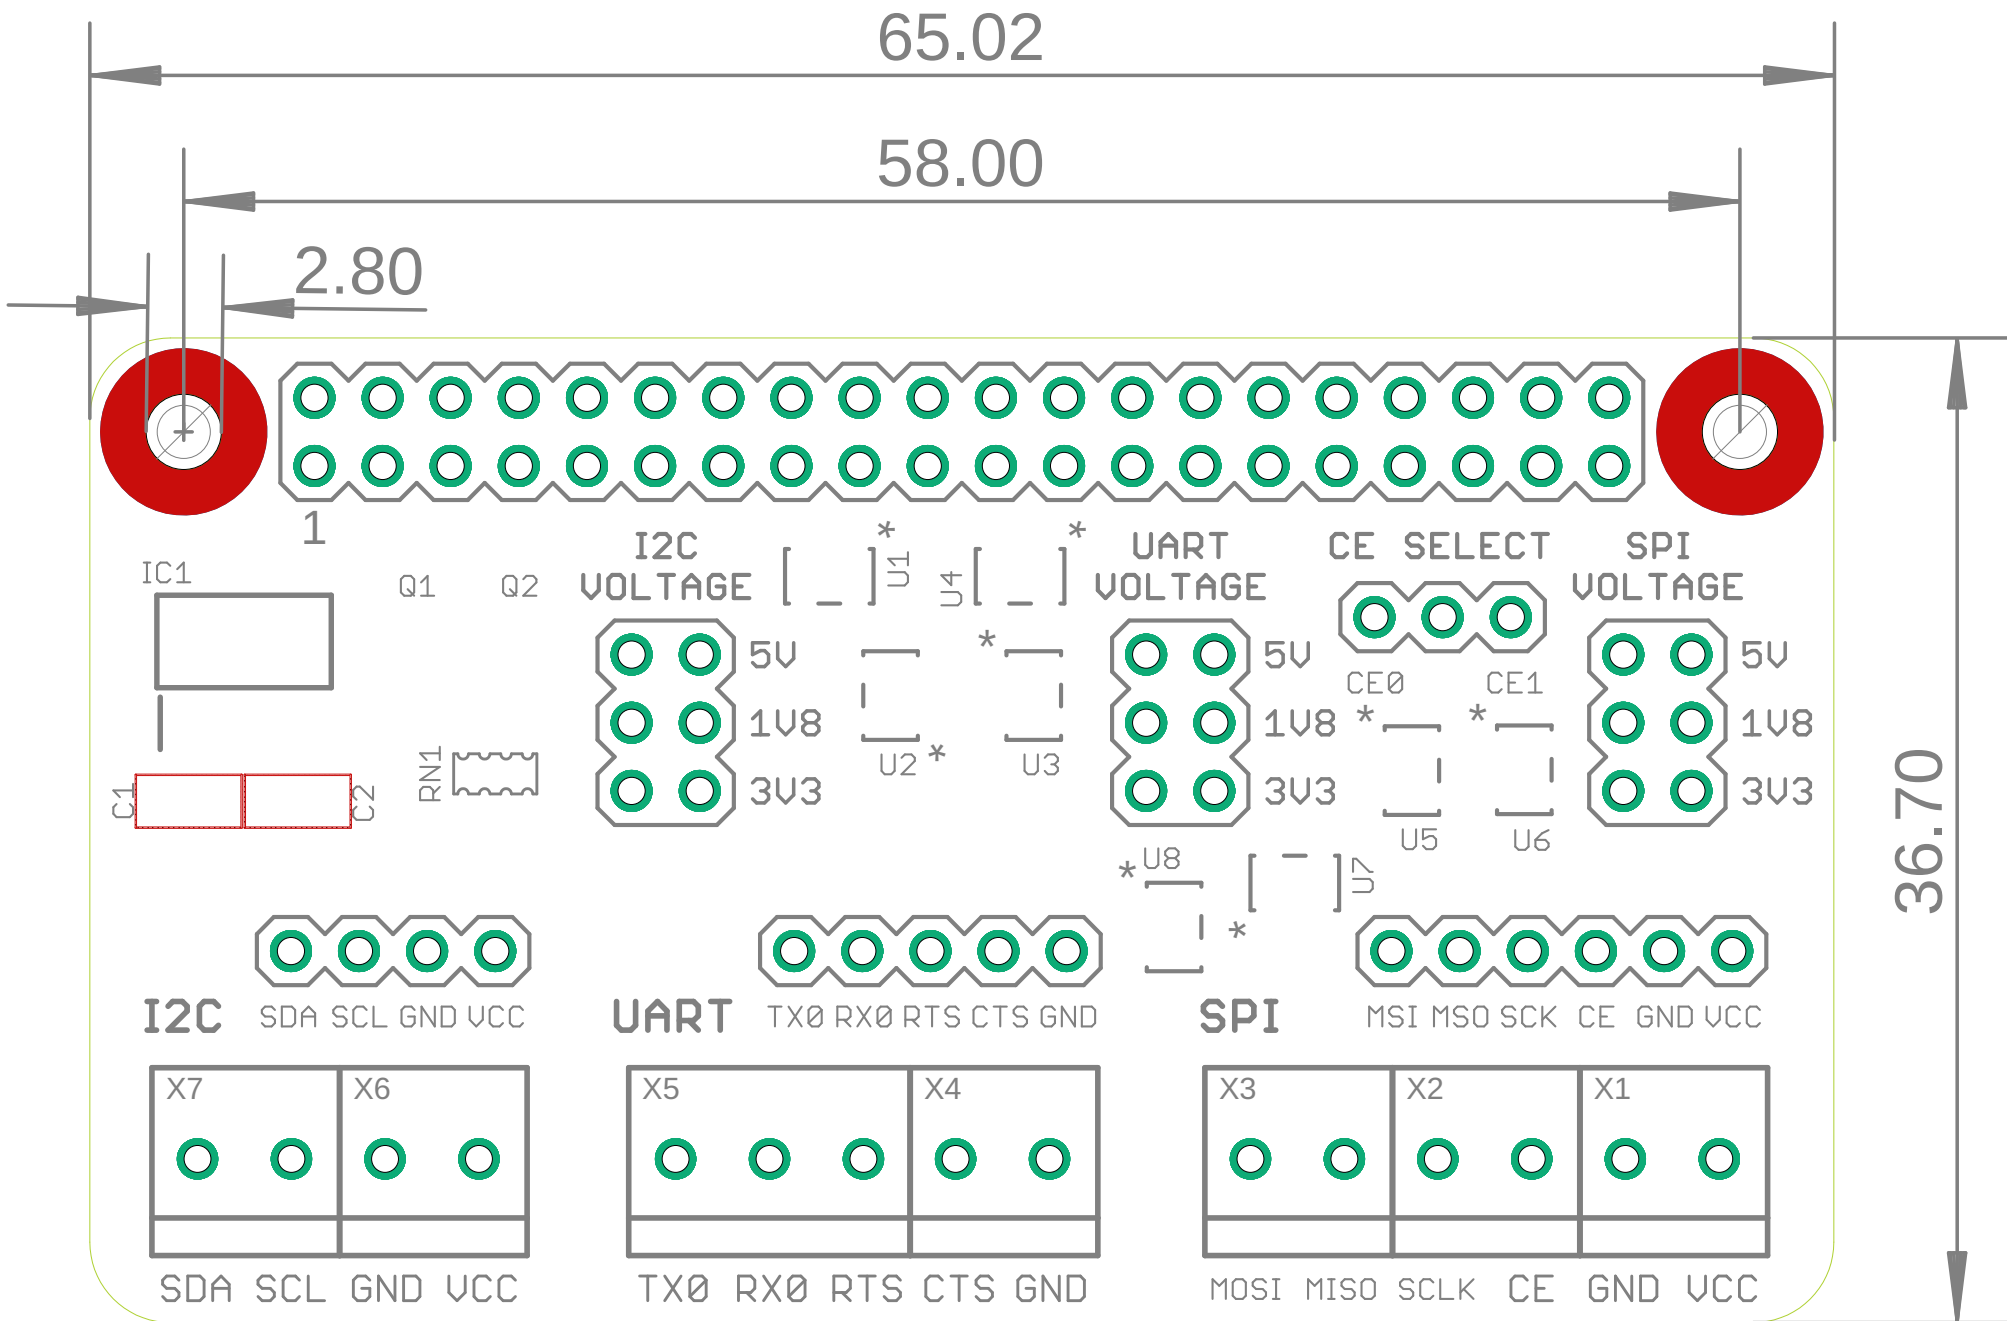 65.02
58.00
2.80
1
I2C
VOLTAGE
* U1
U4 *
UART
VOLTAGE
CE SELECT
SPI
VOLTAGE
IC1
Q1 Q2
5V
1V8
3V3
*
U2 *
U3
5V
1V8
3V3
CE0 CE1
* *
U5 U6
5V
1V8
3V3
36.70
C1 C2
RN1
* U8
U7
*
I2C
SDA SCL GND VCC
UART
TX0 RX0 RTS CTS GND
SPI
MSI MSO SCK CE GND VCC
X7 X6 X5 X4 X3 X2 X1
SDA SCL GND VCC TX0 RX0 RTS CTS GND MOSI MISO SCLK CE GND VCC